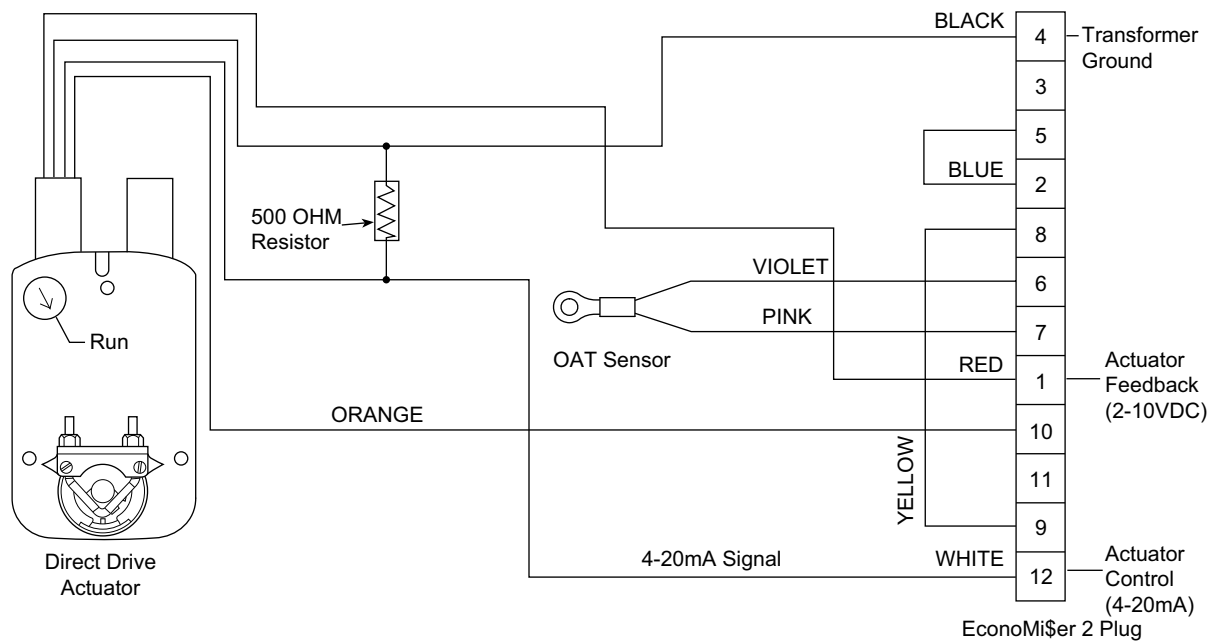 BLACK
4
Transformer
Ground
3
5
BLUE
2
500 OHM
Resistor
8
VIOLET
6
PINK
7
Run
OAT Sensor
RED
1
Actuator
Feedback
(2-10VDC)
ORANGE
10
YELLOW
11
9
Direct Drive
Actuator
4-20mA Signal
WHITE
12
Actuator
Control
(4-20mA)
EconoMi$er 2 Plug